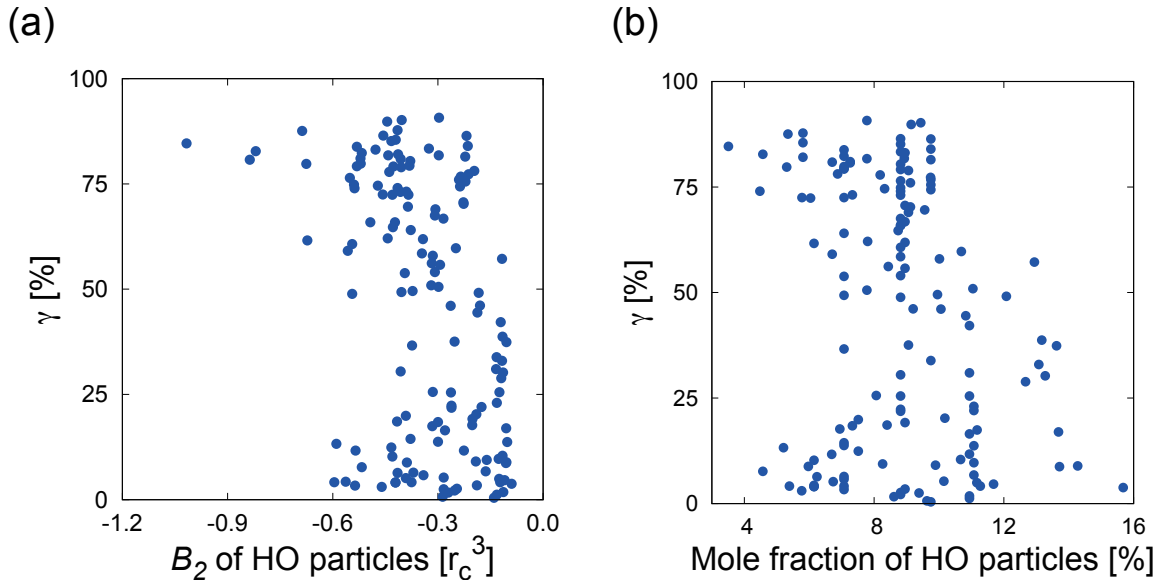 (a)
(b)
100
75
50
25
0
γ [%]
-1.2 -0.9 -0.6 -0.3 0.0
B₂ of HO particles [r_c³]
100
75
50
25
0
γ [%]
4 8 12 16
Mole fraction of HO particles [%]